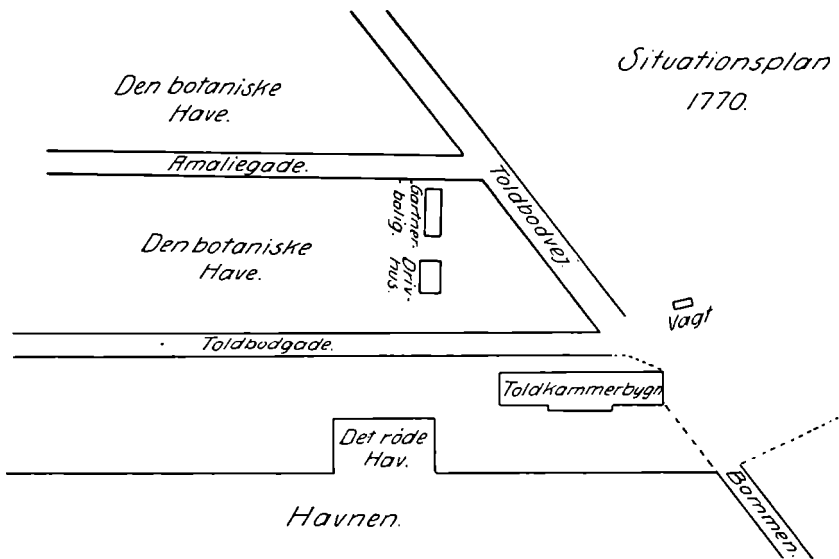 Situationsplan
1770.
Den botaniske
Have.
Amaliegade.
Toldbodvej.
Gartner-
bolig.
Den botaniske
Have.
Driv-
hus.
Vagt
Toldbodgade.
Toldkammerbygn
Det röde
Hav.
Bommen.
Havnen.